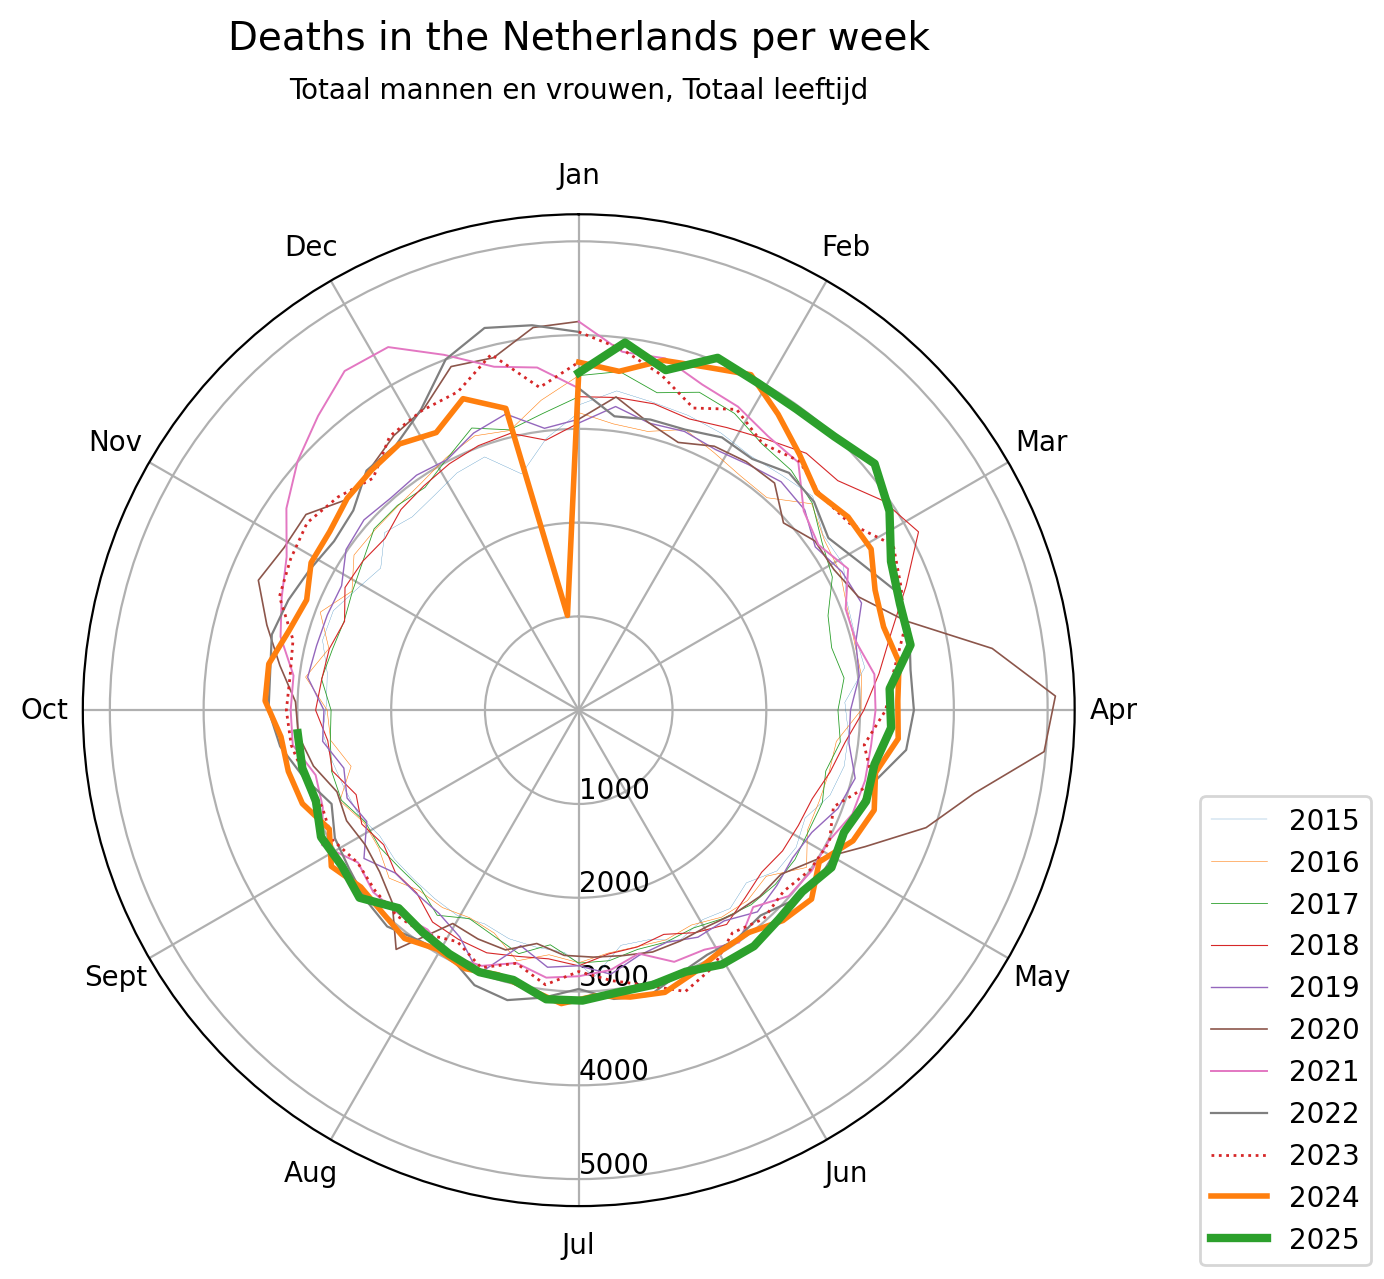 Deaths in the Netherlands per week
Totaal mannen en vrouwen, Totaal leeftijd
Jan
Feb
Mar
Apr
May
Jun
Jul
Aug
Sept
Oct
Nov
Dec
1000
2000
3000
4000
5000
2015
2016
2017
2018
2019
2020
2021
2022
2023
2024
2025